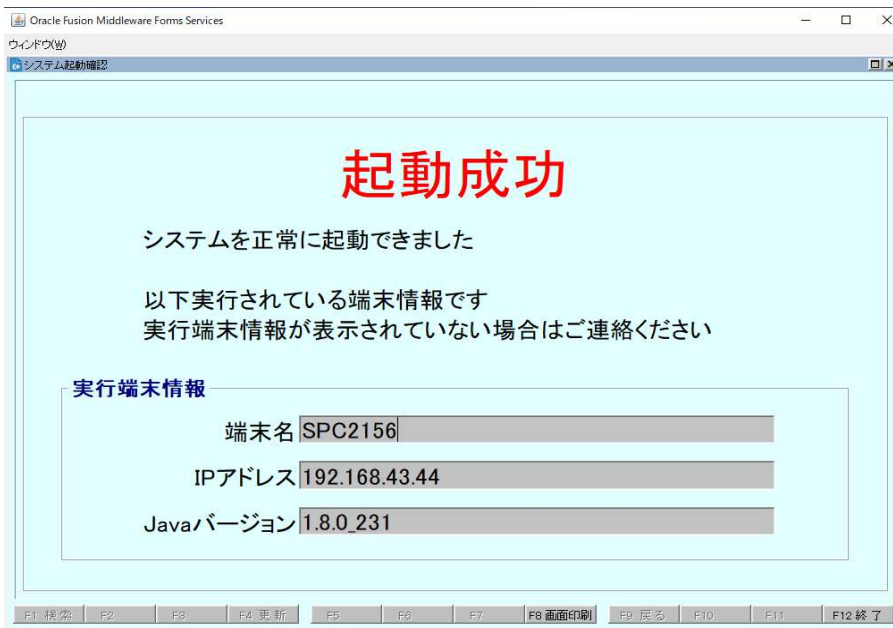 Oracle Fusion Middleware Forms Services
ウィンドウ(W)
システム起動確認
起動成功
システムを正常に起動できました
以下実行されている端末情報です
実行端末情報が表示されていない場合はご連絡ください
実行端末情報
端末名 SPC2156
IPアドレス 192.168.43.44
Javaバージョン 1.8.0_231
F1 検索 F2 F3 F4 更新 F5 F6 F7 F8 画面印刷 F9 戻る F10 F11 F12 終了